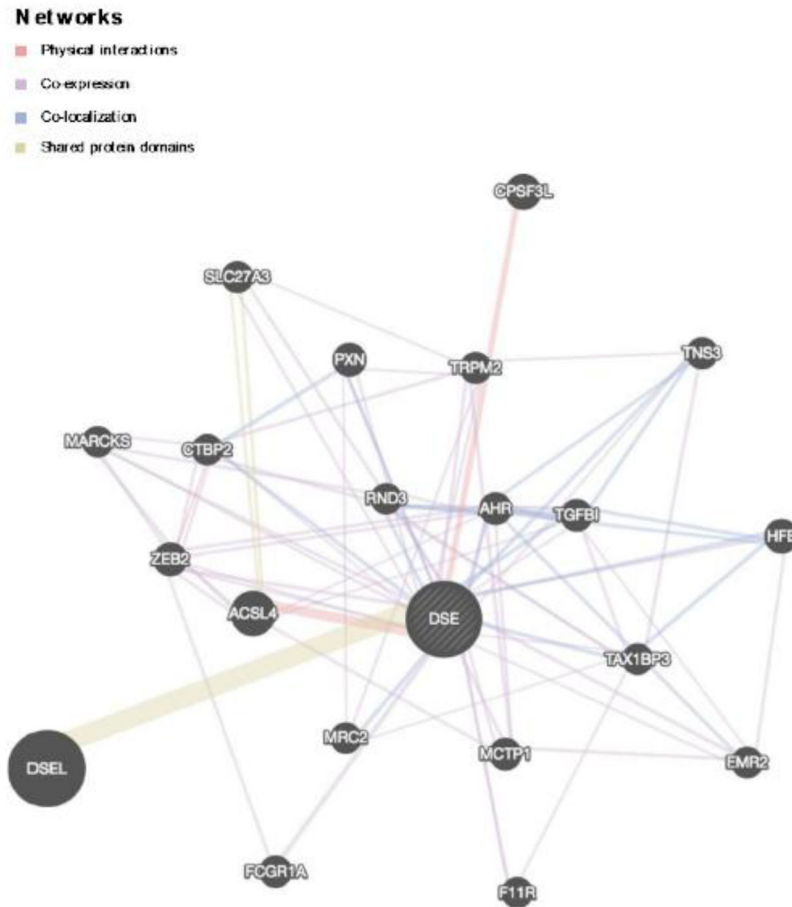 Networks
Physical interactions
Co-expression
Co-localization
Shared protein domains
CPSF3L
SLC27A3
PXN
TRPM2
TNS3
MARCKS
CTBP2
RND3
AHR
TGFBI
HFE
ZEB2
ACSL4
DSE
TAX1BP3
MRC2
MCTP1
EMR2
DSEL
FCGR1A
F11R